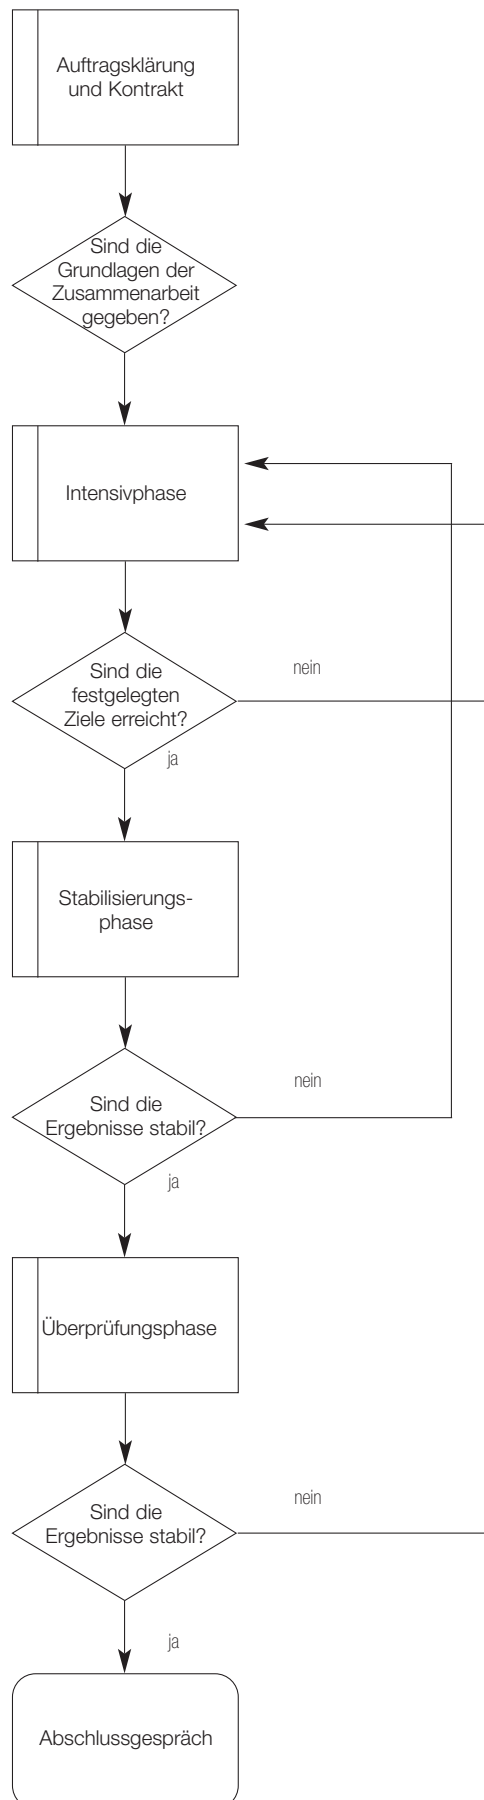 Auftragsklärung
und Kontrakt
Sind die
Grundlagen der
Zusammenarbeit
gegeben?
Intensivphase
Sind die
festgelegten
Ziele erreicht?
nein
ja
Stabilisierungs-
phase
Sind die
Ergebnisse stabil?
nein
ja
Überprüfungsphase
Sind die
Ergebnisse stabil?
nein
ja
Abschlussgespräch